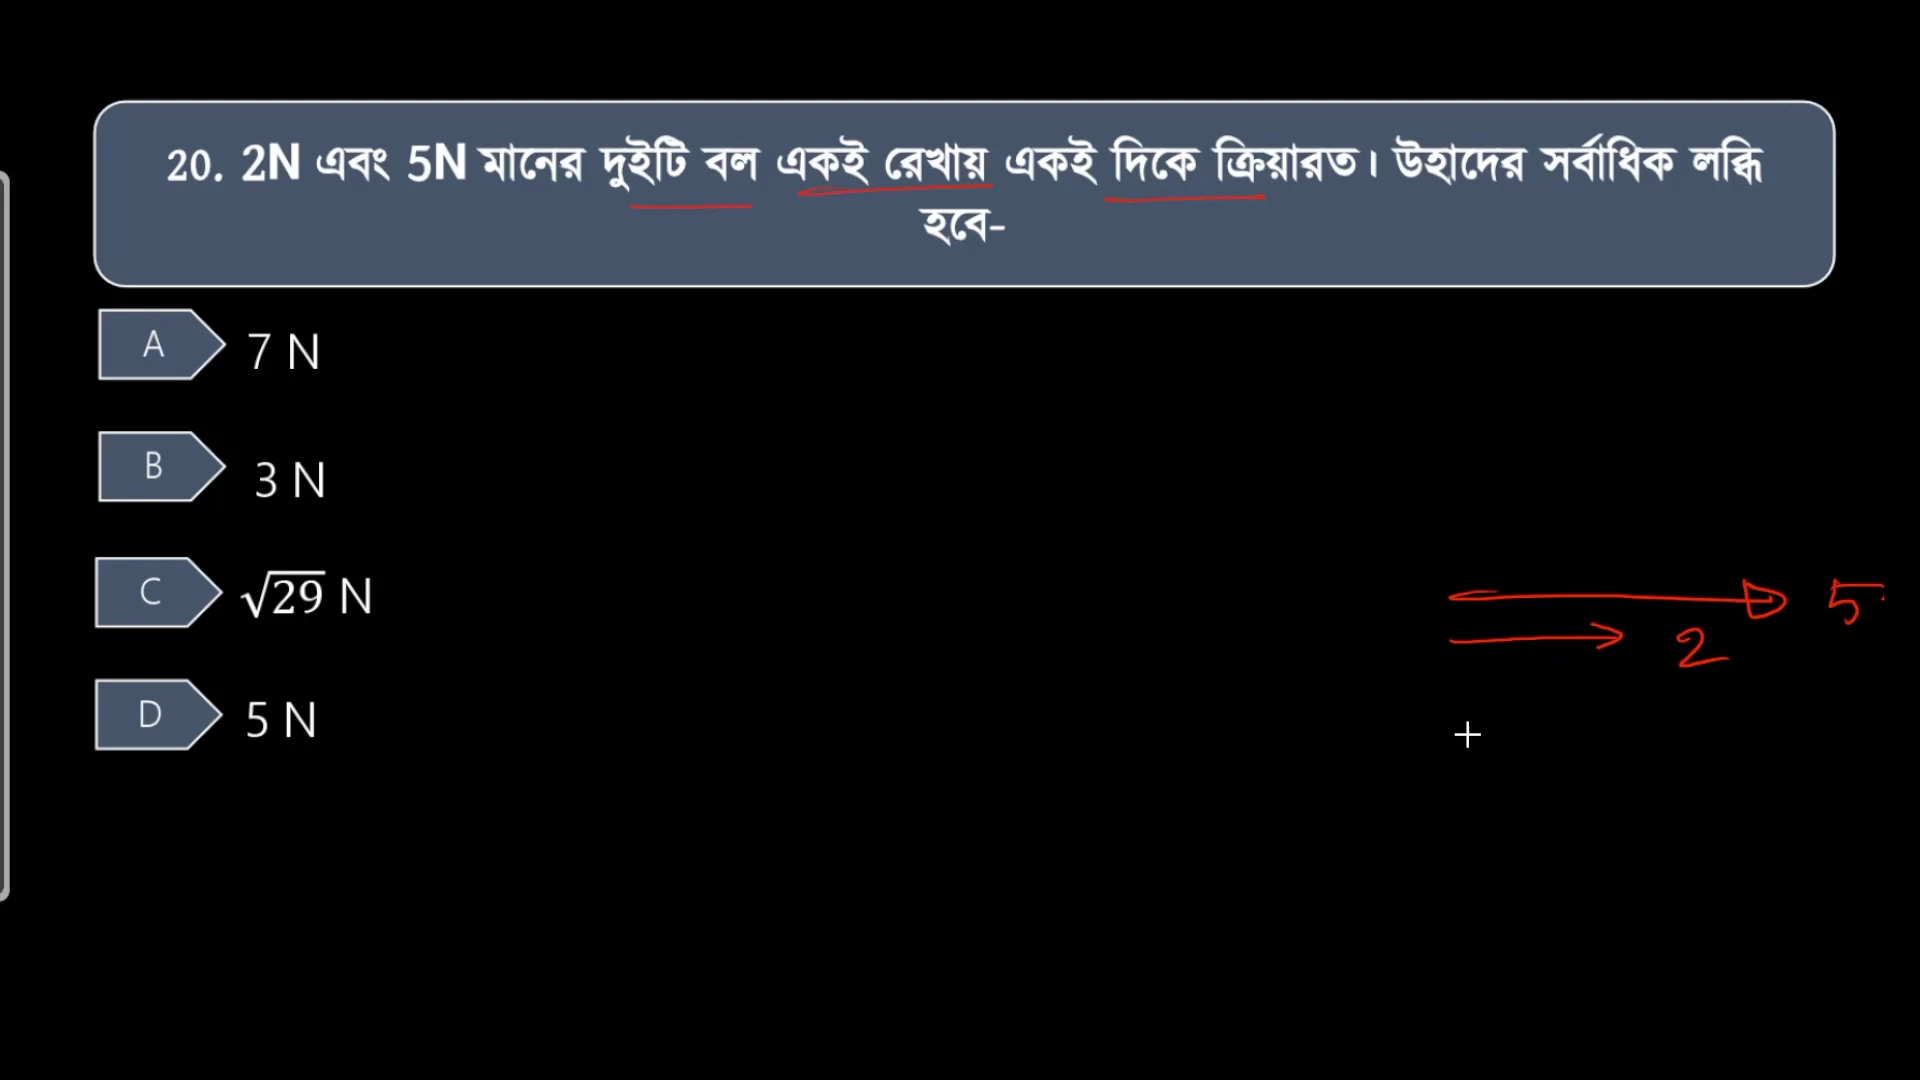 20. 2N এবং 5N মানের দুইটি বল একই রেখায় একই দিকে ক্রিয়ারত। উহাদের সর্বাধিক লব্ধি
হবে-
A 7 N
B 3 N
C √29 N
D 5 N
5
2